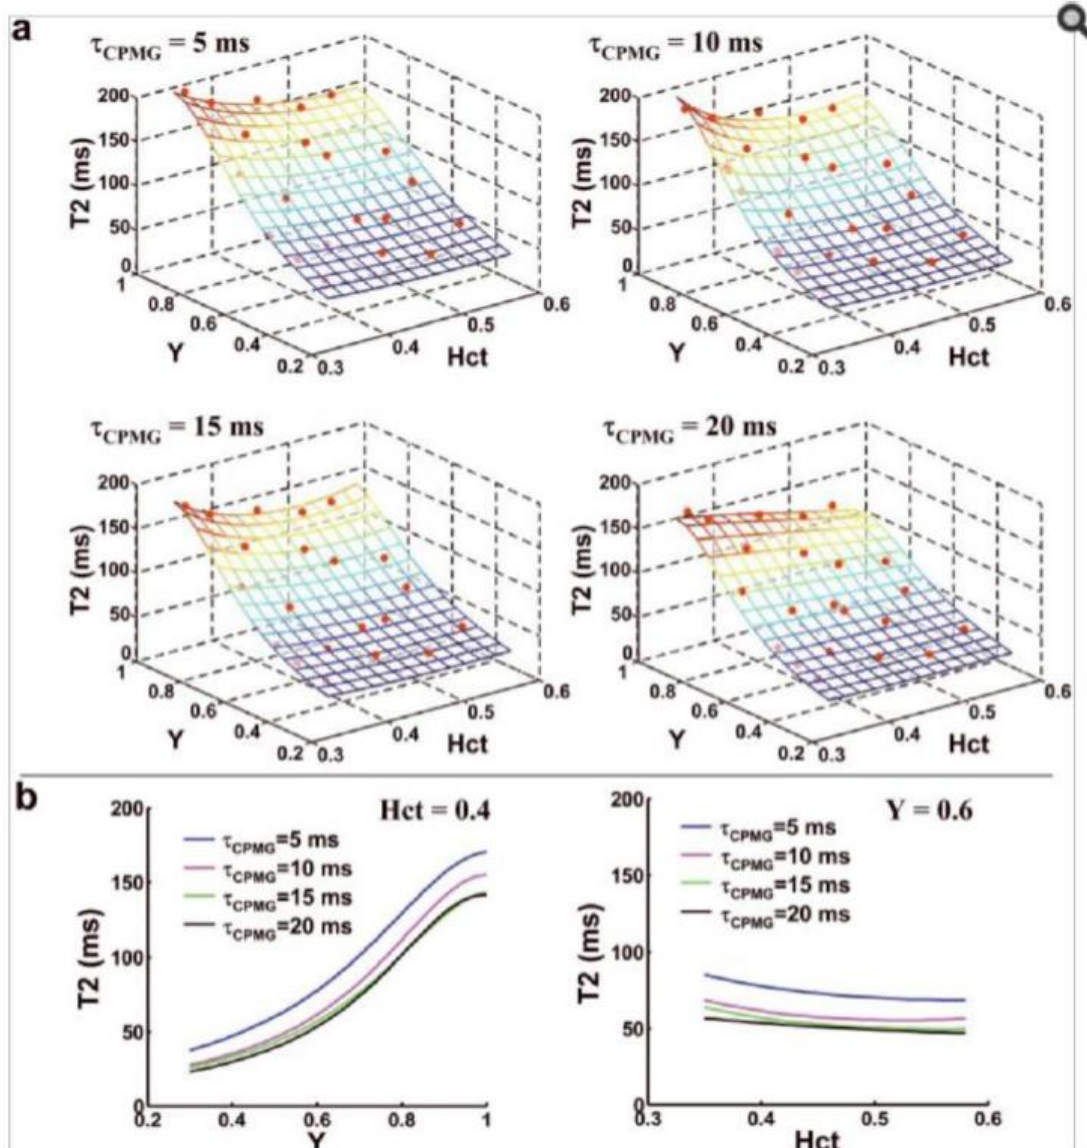 a
τCPMG = 5 ms
τCPMG = 10 ms
200
150
100
50
0
T2 (ms)
1
0.8
0.6
0.4
0.2
Y
0.3
0.4
0.5
0.6
Hct
200
150
100
50
0
T2 (ms)
1
0.8
0.6
0.4
0.2
Y
0.3
0.4
0.5
0.6
Hct
τCPMG = 15 ms
τCPMG = 20 ms
200
150
100
50
0
T2 (ms)
1
0.8
0.6
0.4
0.2
Y
0.3
0.4
0.5
0.6
Hct
200
150
100
50
0
T2 (ms)
1
0.8
0.6
0.4
0.2
Y
0.3
0.4
0.5
0.6
Hct
b
Hct = 0.4
τCPMG=5 ms
τCPMG=10 ms
τCPMG=15 ms
τCPMG=20 ms
200
150
100
50
0
T2 (ms)
0.2
0.4
0.6
0.8
1
Y
Y = 0.6
τCPMG=5 ms
τCPMG=10 ms
τCPMG=15 ms
τCPMG=20 ms
200
150
100
50
0
T2 (ms)
0.3
0.4
0.5
0.6
Hct